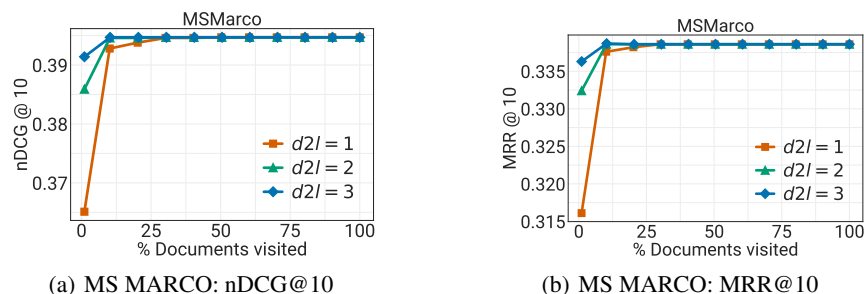 MSMarco
nDCG @ 10
0.39
0.38
0.37
d2l = 1
d2l = 2
d2l = 3
0 25 50 75 100
% Documents visited
(a) MS MARCO: nDCG@10
MSMarco
MRR @ 10
0.335
0.330
0.325
0.320
0.315
d2l = 1
d2l = 2
d2l = 3
0 25 50 75 100
% Documents visited
(b) MS MARCO: MRR@10